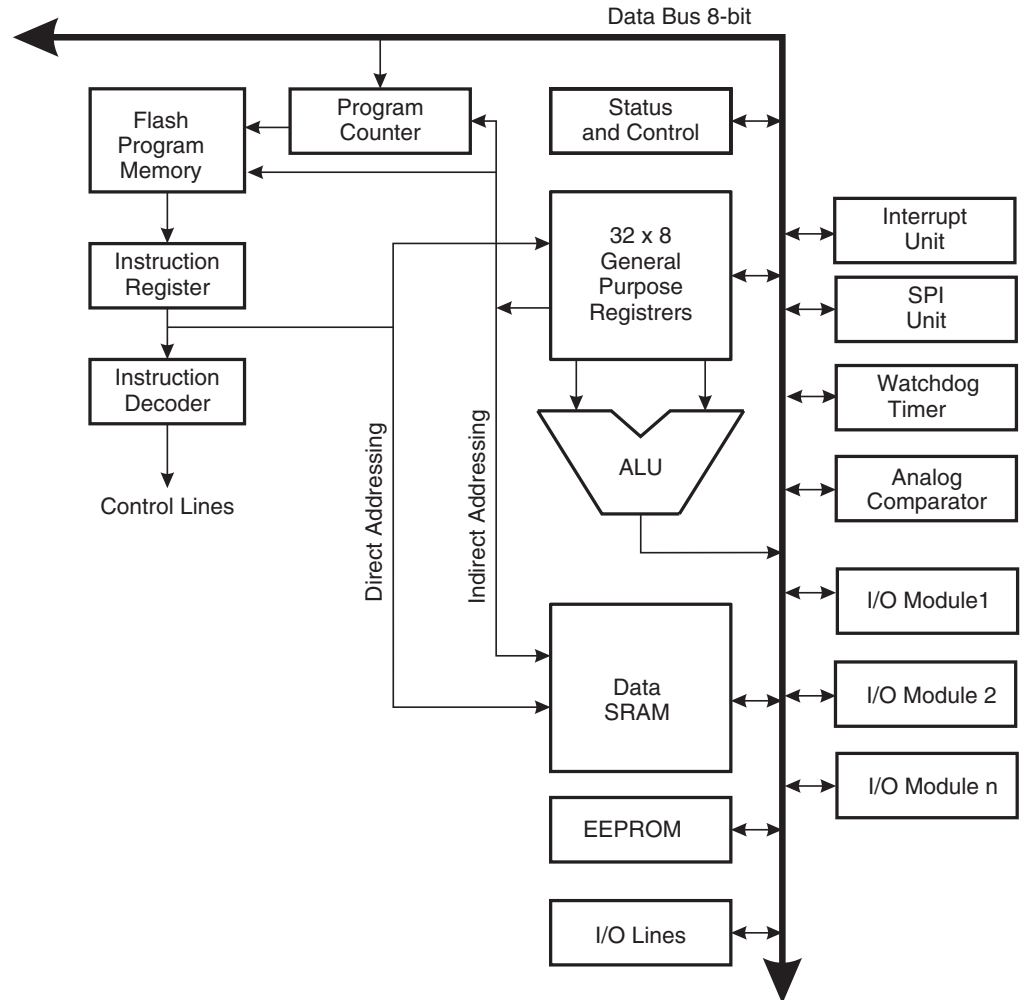 Data Bus 8-bit
Flash
Program
Memory
Program
Counter
Status
and Control
Interrupt
Unit
32 x 8
General
Purpose
Registrers
Instruction
Register
SPI
Unit
Instruction
Decoder
Watchdog
Timer
Direct Addressing
Indirect Addressing
ALU
Analog
Comparator
Control Lines
I/O Module1
Data
SRAM
I/O Module 2
I/O Module n
EEPROM
I/O Lines